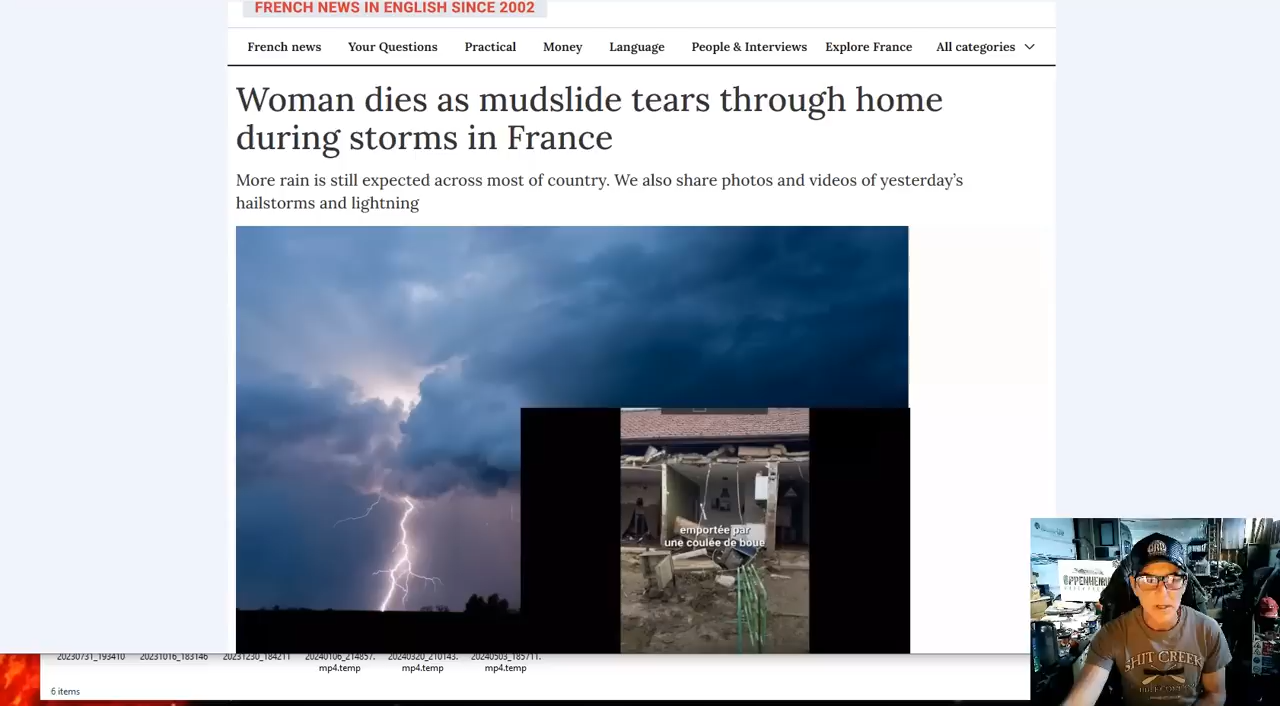 FRENCH NEWS IN ENGLISH SINCE 2002
French news Your Questions Practical Money Language People & Interviews Explore France All categories
Woman dies as mudslide tears through home
during storms in France
More rain is still expected across most of country. We also share photos and videos of yesterday’s
hailstorms and lightning
emportée par
une coulée de boue
20230731_193410 20231016_183146 20231230_184211 20240106_214857. 20240320_210143. 20240503_185711.
mp4.temp mp4.temp mp4.temp
6 items
SHIT CREEK